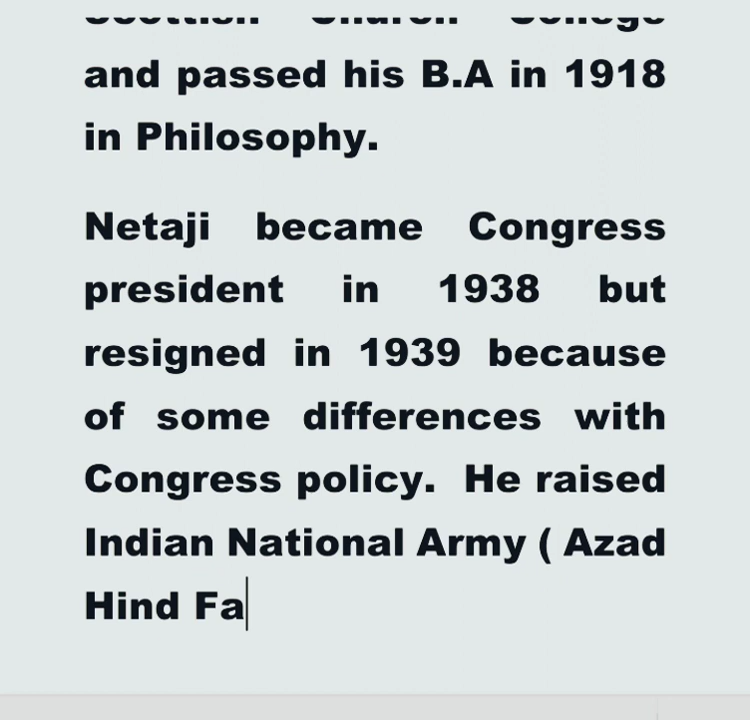 and passed his B.A in 1918
in Philosophy.
Netaji became Congress
president in 1938 but
resigned in 1939 because
of some differences with
Congress policy. He raised
Indian National Army ( Azad
Hind Fa